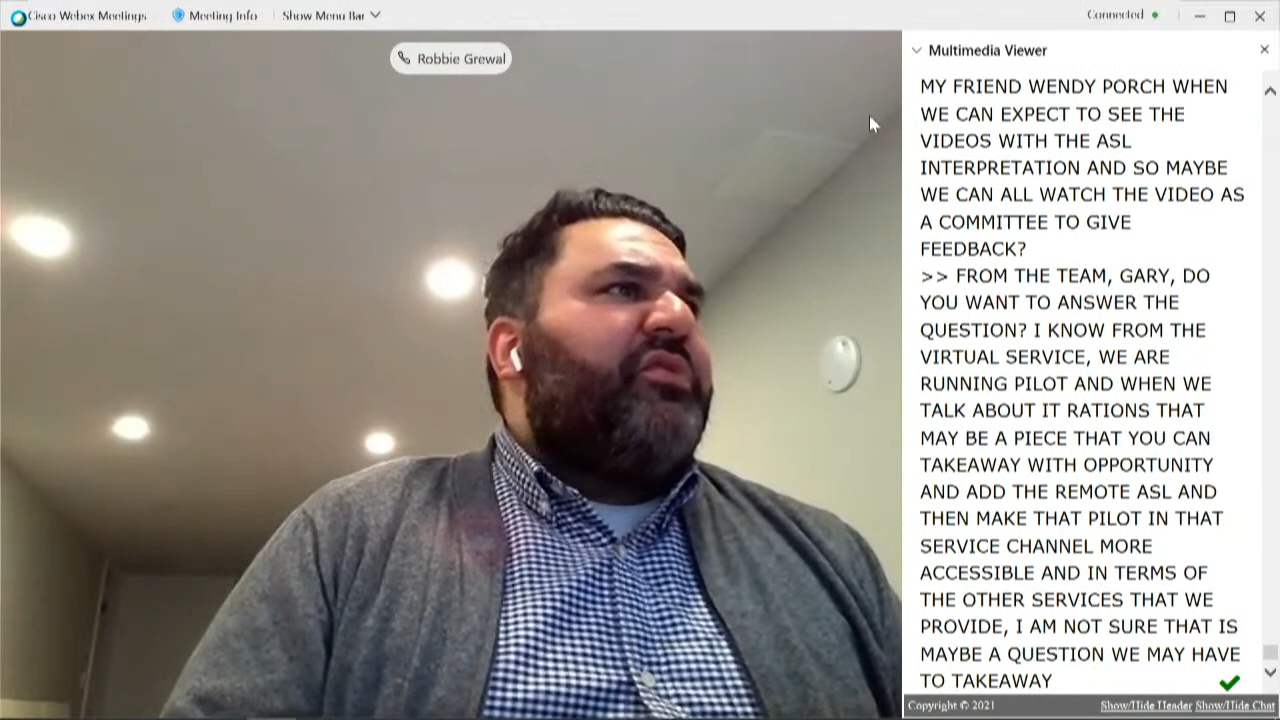 Cisco Webex Meetings Meeting Info Show Menu Bar Connected
Robbie Grewal
Multimedia Viewer
MY FRIEND WENDY PORCH WHEN
WE CAN EXPECT TO SEE THE
VIDEOS WITH THE ASL
INTERPRETATION AND SO MAYBE
WE CAN ALL WATCH THE VIDEO AS
A COMMITTEE TO GIVE
FEEDBACK?
>> FROM THE TEAM, GARY, DO
YOU WANT TO ANSWER THE
QUESTION? I KNOW FROM THE
VIRTUAL SERVICE, WE ARE
RUNNING PILOT AND WHEN WE
TALK ABOUT IT RATIONS THAT
MAY BE A PIECE THAT YOU CAN
TAKEAWAY WITH OPPORTUNITY
AND ADD THE REMOTE ASL AND
THEN MAKE THAT PILOT IN THAT
SERVICE CHANNEL MORE
ACCESSIBLE AND IN TERMS OF
THE OTHER SERVICES THAT WE
PROVIDE, I AM NOT SURE THAT IS
MAYBE A QUESTION WE MAY HAVE
TO TAKEAWAY
Copyright © 2021 Show/Hide Header Show/Hide Chat